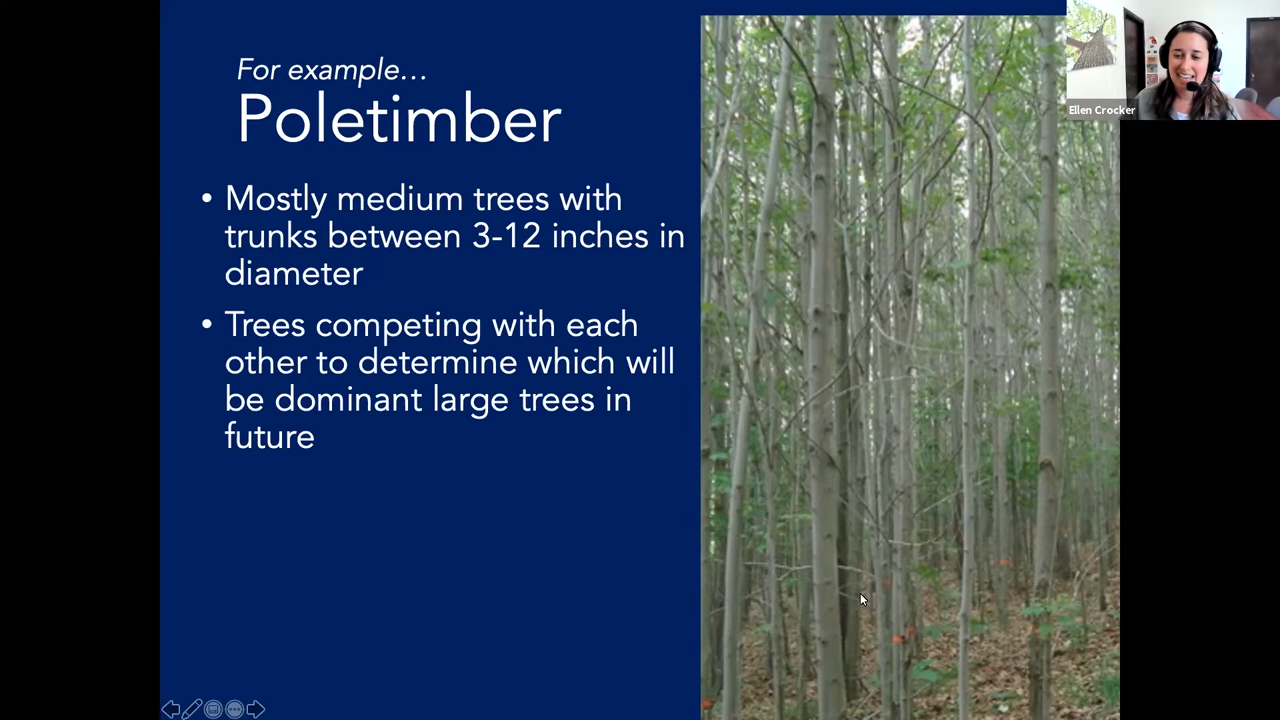 For example…
Poletimber
• Mostly medium trees with
trunks between 3-12 inches in
diameter
• Trees competing with each
other to determine which will
be dominant large trees in
future
Ellen Crocker